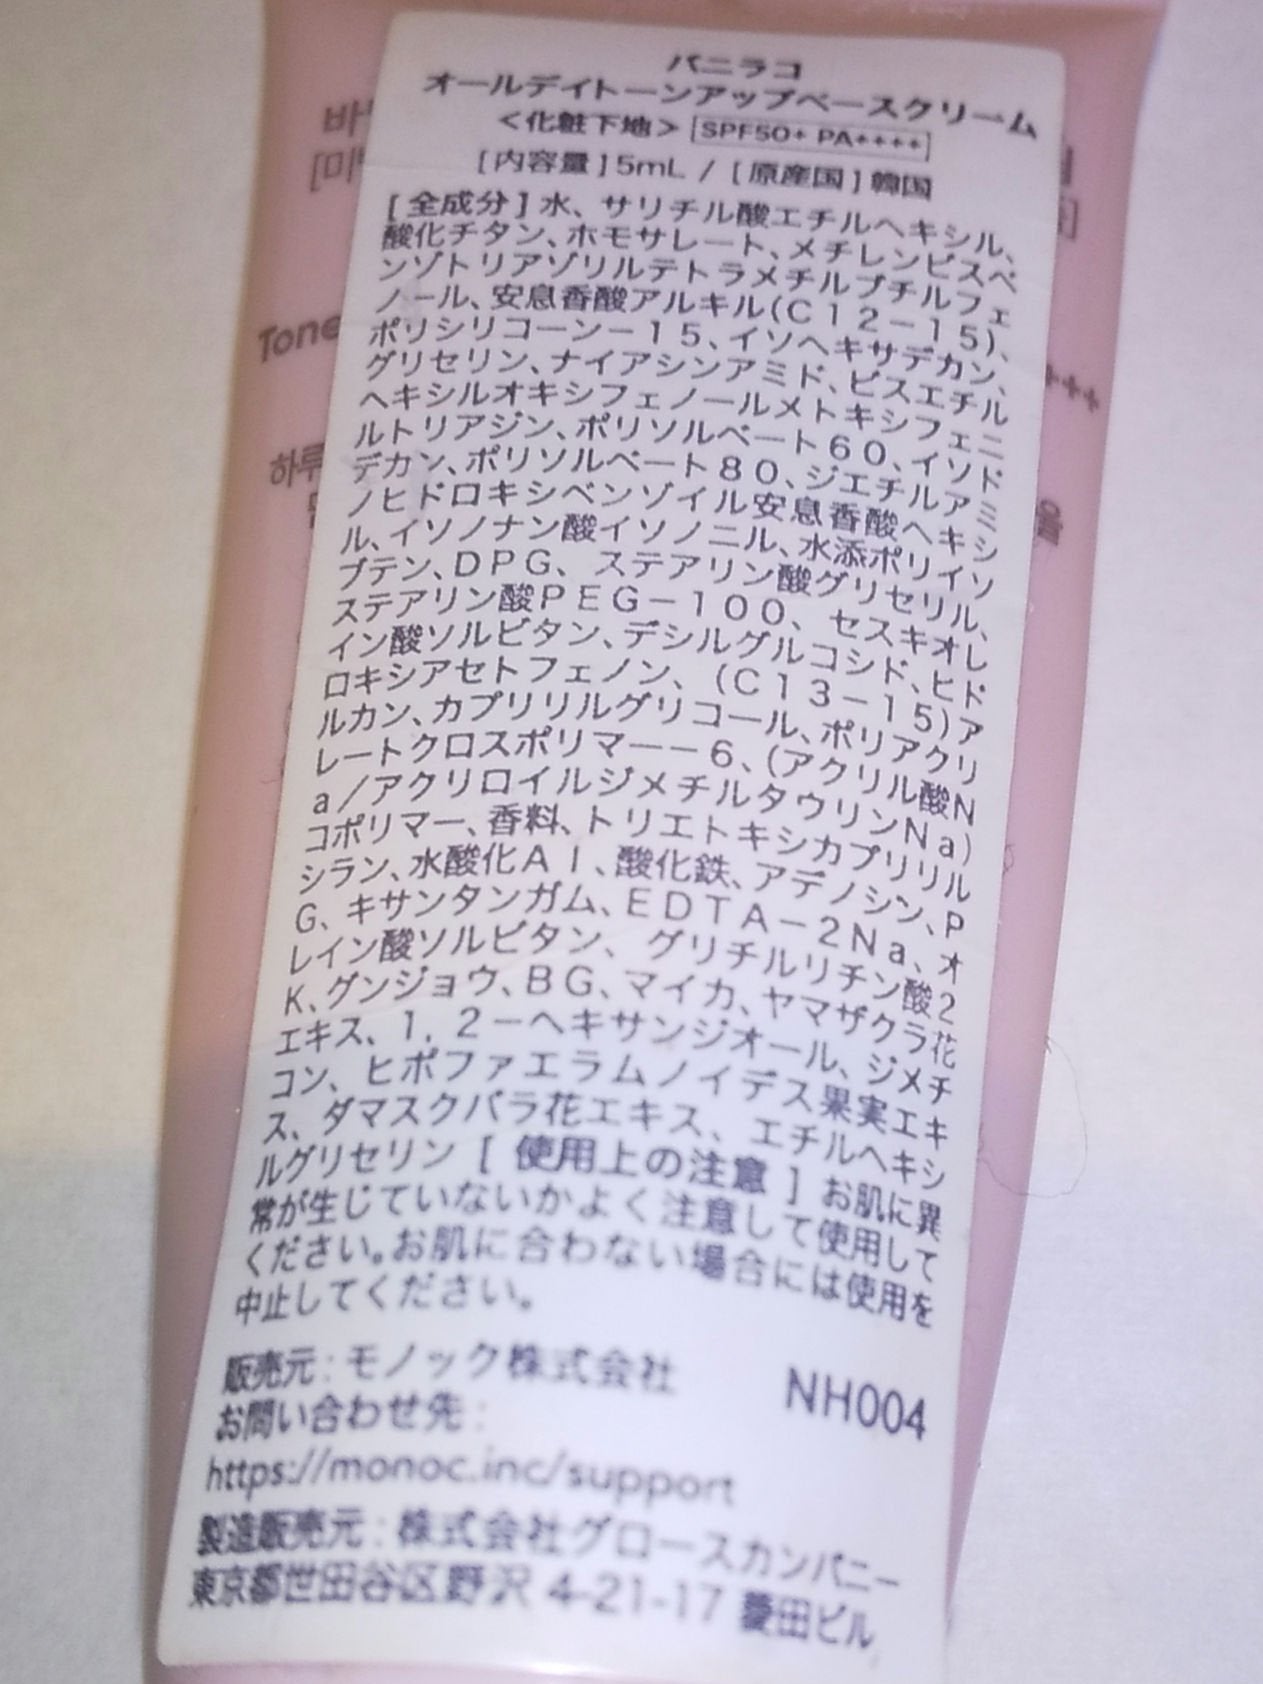 バニラコ
オールデイトーンアップベースクリーム
＜化粧下地＞ SPF50+ PA++++
[内容量]5mL / [原産国]韓国
[全成分]水、サリチル酸エチルヘキシル、
酸化チタン、ホモサレート、メチレンビスベ
ンゾトリアゾリルテトラメチルブチルフェ
ノール、安息香酸アルキル(C12-15)、
ポリシリコーン-15、イソヘキサデカン、
グリセリン、ナイアシンアミド、ビスエチル
ヘキシルオキシフェノールメトキシフェニ
ルトリアジン、ポリソルベート60、イソド
デカン、ポリソルベート80、ジエチルアミ
ノヒドロキシベンゾイル安息香酸ヘキシ
ル、イソノナン酸イソノニル、水添ポリイソ
ブテン、DPG、ステアリン酸グリセリル、
ステアリン酸PEG-100、セスキオレ
イン酸ソルビタン、デシルグルコシド、ヒド
ロキシアセトフェノン、(C13-15)ア
ルカン、カプリリルグリコール、ポリアクリ
レートクロスポリマー-6、(アクリル酸N
a/アクリロイルジメチルタウリンNa)
コポリマー、香料、トリエトキシカプリリル
シラン、水酸化Al、酸化鉄、アデノシン、P
G、キサンタンガム、EDTA-2Na、オ
レイン酸ソルビタン、グリチルリチン酸2
K、グンジョウ、BG、マイカ、ヤマザクラ花
エキス、1,2-ヘキサンジオール、ジメチ
コン、ヒポファエラムノイデス果実エキ
ス、ダマスクバラ花エキス、エチルヘキシ
ルグリセリン[使用上の注意]お肌に異
常が生じていないかよく注意して使用して
ください。お肌に合わない場合には使用を
中止してください。
販売元:モノック株式会社
NH004
お問い合わせ先:
https://monoc.inc/support
製造販売元:株式会社グロースカンパニー
東京都世田谷区野沢 4-21-17 菱田ビル
Tone
하루